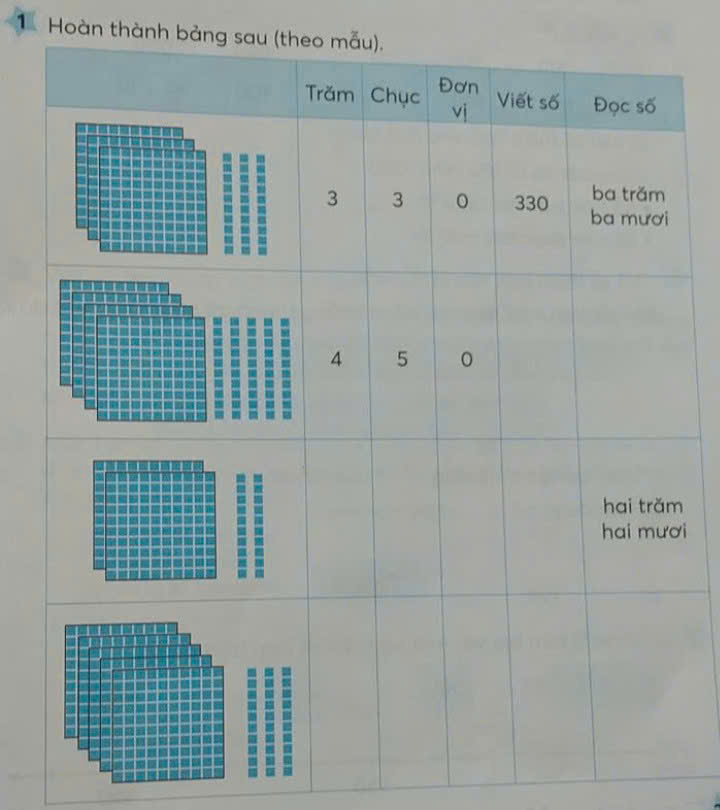 1 Hoàn thành bảng sau (theo mẫu).
Trăm Chục Đơn vị Viết số Đọc số
3 3 0 330 ba trăm
ba mươi
4 5 0
hai trăm
hai mươi